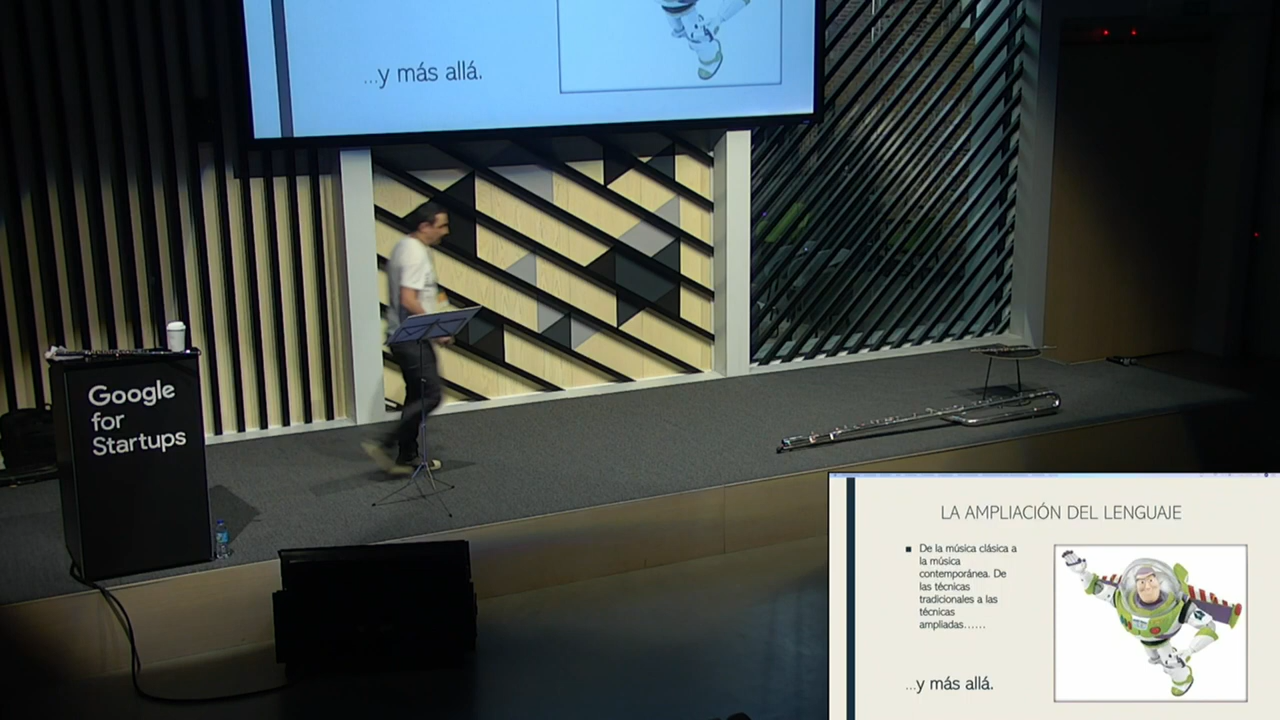 ...y más allá.
Google
for
Startups
LA AMPLIACIÓN DEL LENGUAJE
De la música clásica a
la música
contemporánea. De
las técnicas
tradicionales a las
técnicas
ampliadas......
...y más allá.